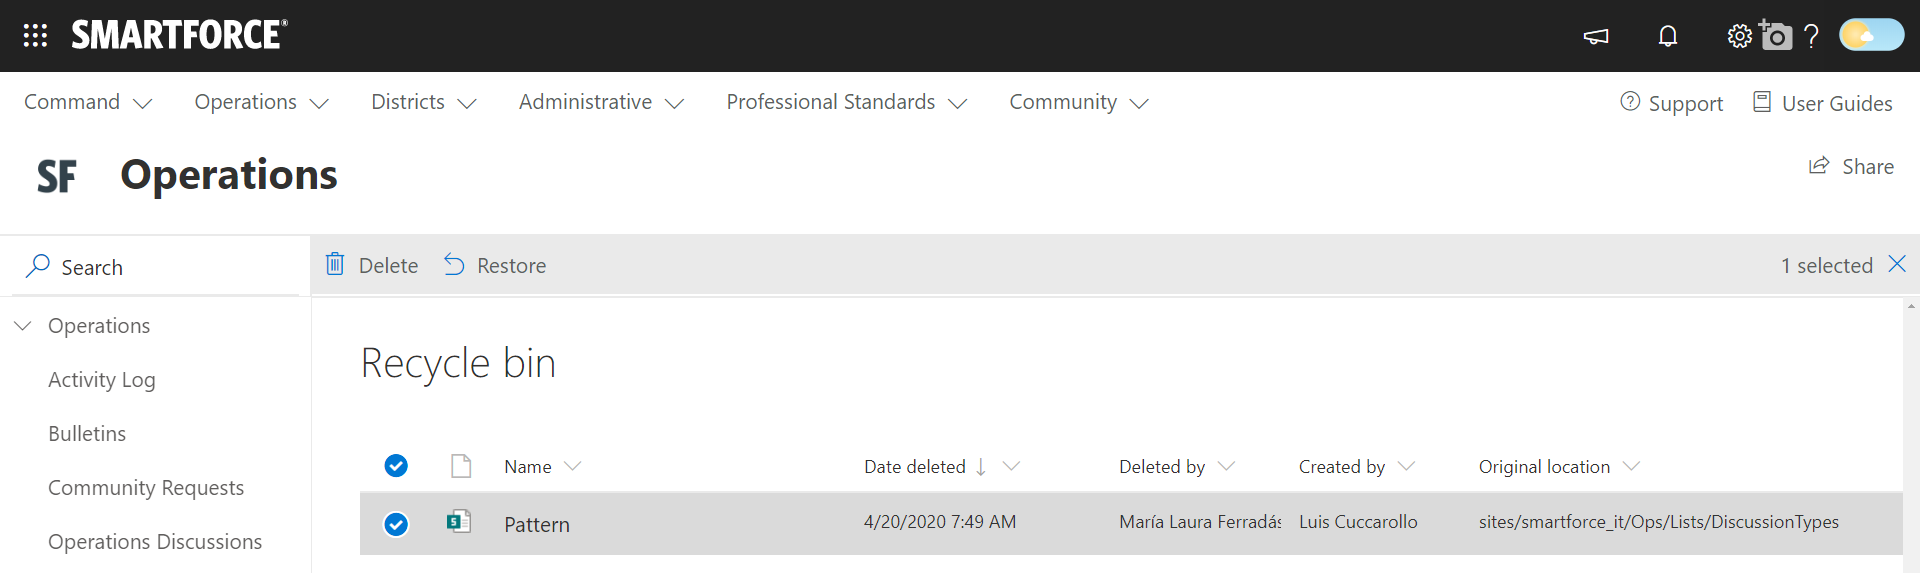 SMARTFORCE®
Command Operations Districts Administrative Professional Standards Community Support User Guides
SF Operations Share
Search Delete Restore 1 selected
Operations
Recycle bin
Activity Log
Bulletins
Name Date deleted Deleted by Created by Original location
Community Requests
Pattern 4/20/2020 7:49 AM María Laura Ferradás Luis Cuccarollo sites/smartforce_it/Ops/Lists/DiscussionTypes
Operations Discussions